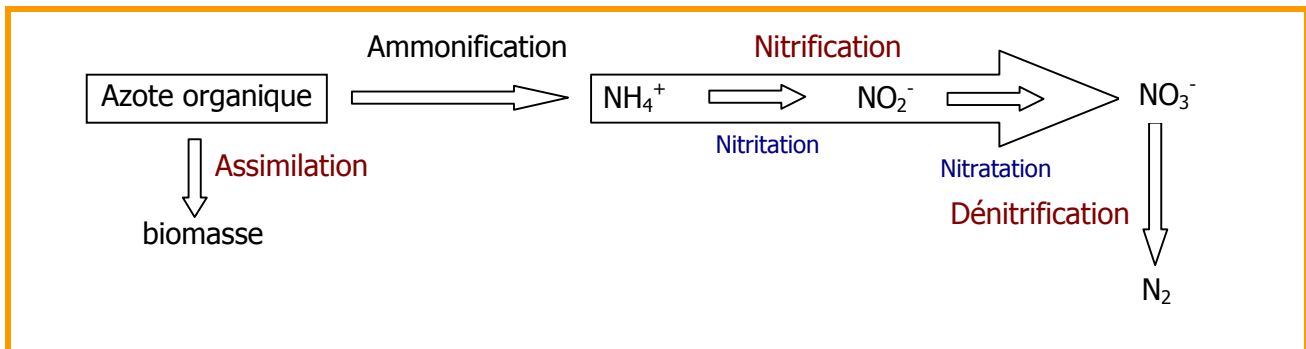 Ammonification
Nitrification
Azote organique
NH₄⁺
NO₂⁻
NO₃⁻
Nitritation
Nitratation
Assimilation
Dénitrification
biomasse
N₂